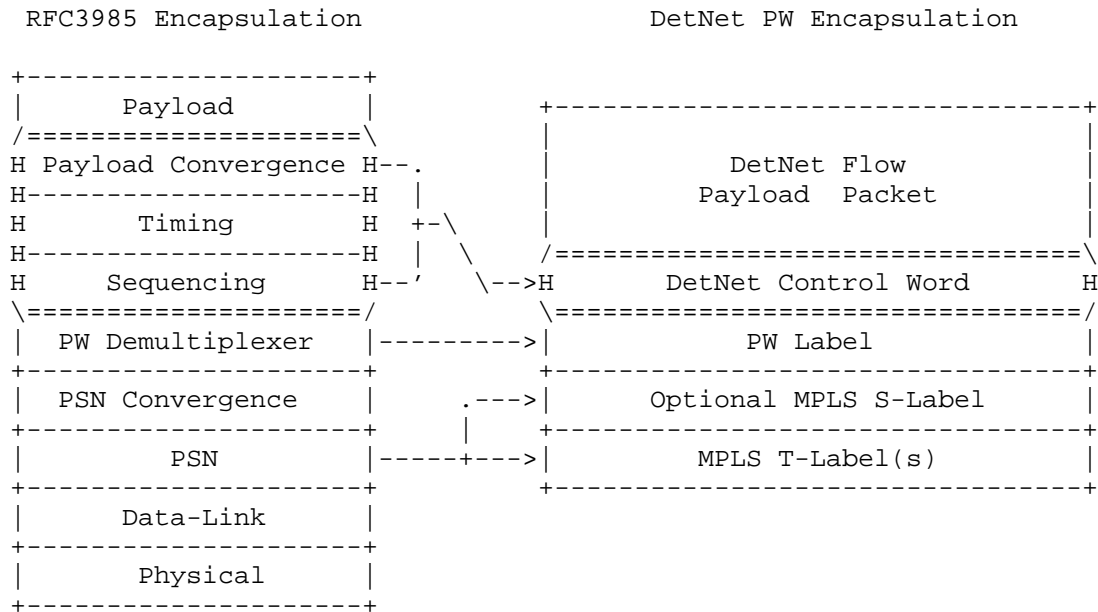 RFC3985 Encapsulation DetNet PW Encapsulation
Payload
Payload Convergence DetNet Flow
Payload Packet
Timing
Sequencing DetNet Control Word
PW Demultiplexer PW Label
PSN Convergence Optional MPLS S-Label
PSN MPLS T-Label(s)
Data-Link
Physical